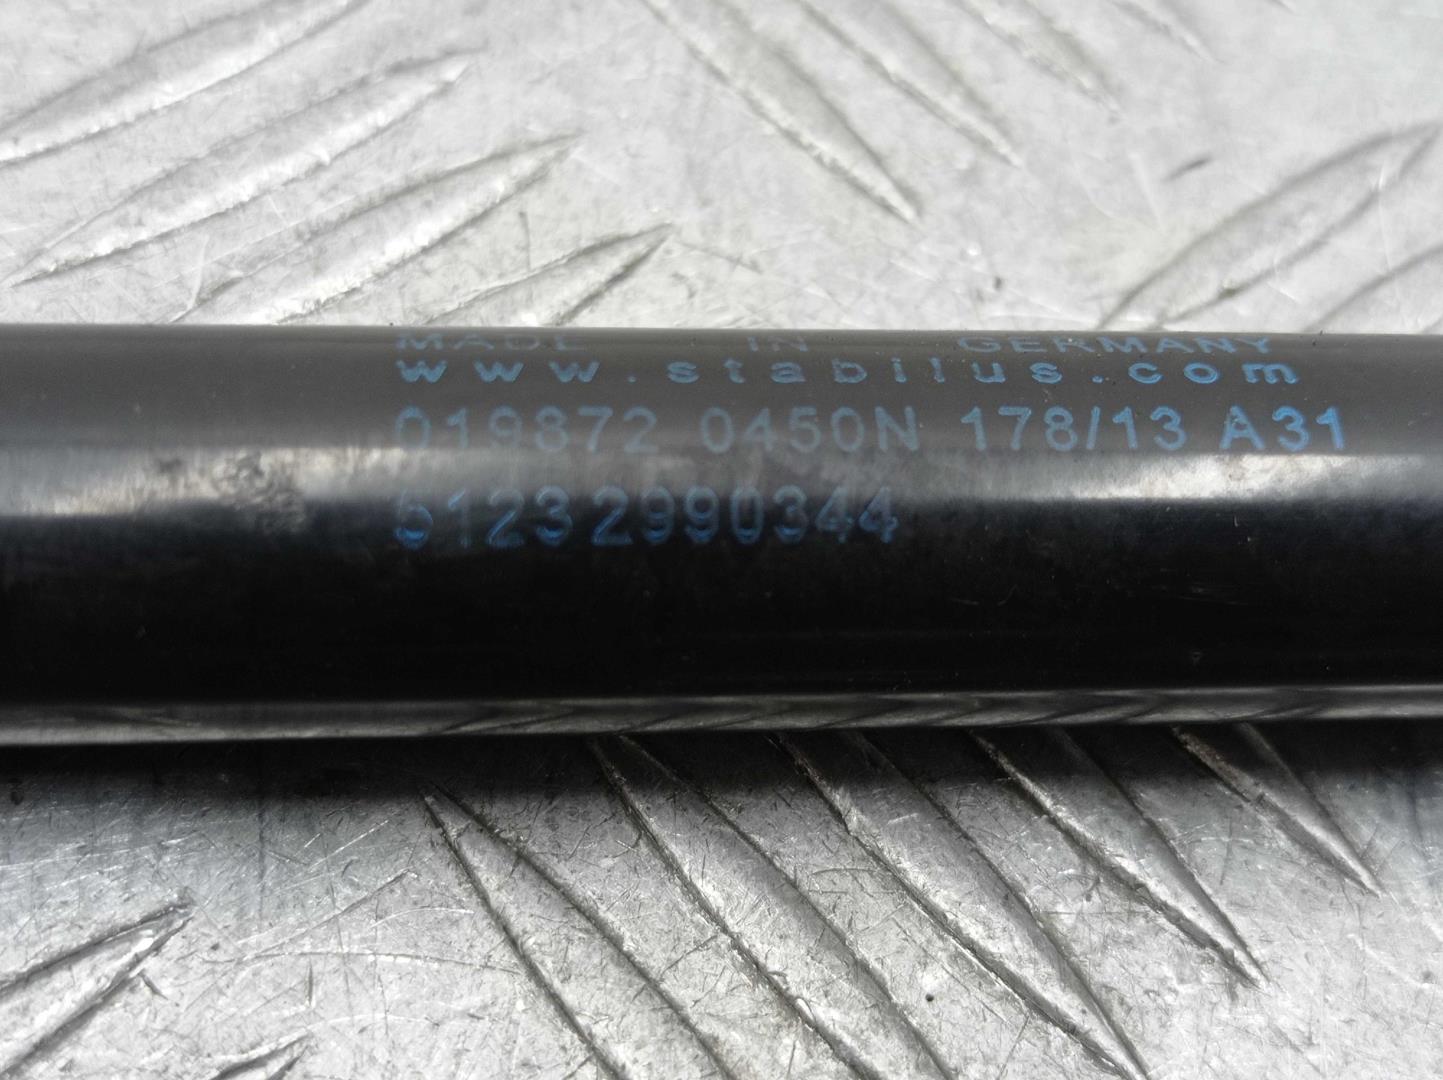 MADE IN GERMANY
www.stabilus.com
019872 0450N 178/13 A31
51232990344